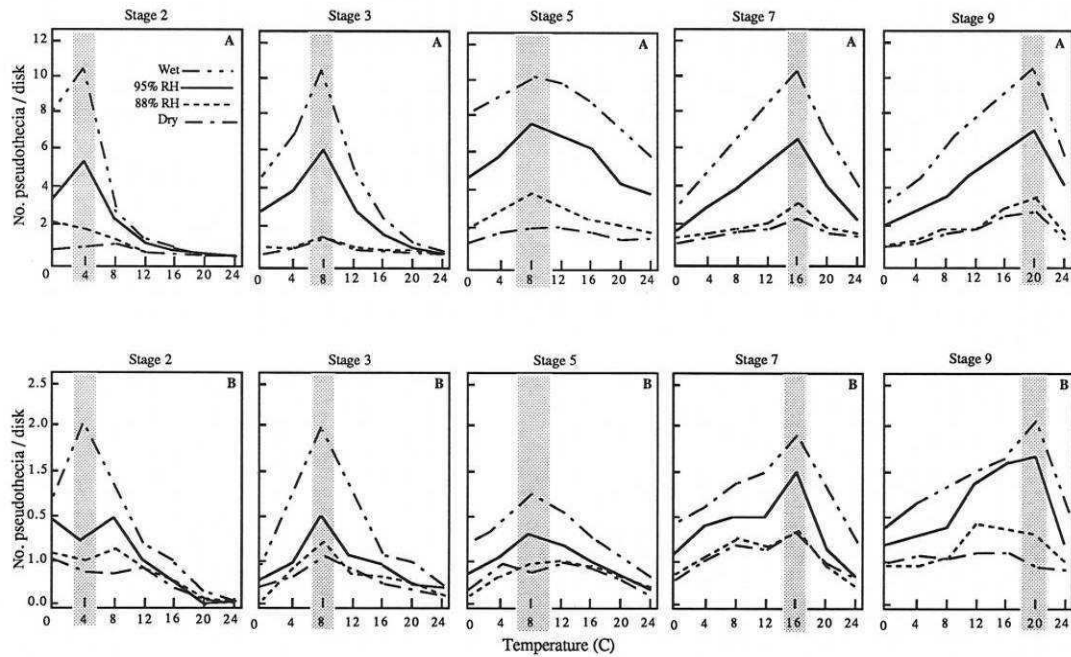 Stage 2 Stage 3 Stage 5 Stage 7 Stage 9
A A A A A
No. pseudothecia / disk
12
10
8
6
4
2
0
Wet
95% RH
88% RH
Dry
0 4 8 12 16 20 24
0 4 8 12 16 20 24
0 4 8 12 16 20 24
0 4 8 12 16 20 24
0 4 8 12 16 20 24
Stage 2 Stage 3 Stage 5 Stage 7 Stage 9
B B B B B
No. pseudothecia / disk
2.5
2.0
1.5
0.5
1.0
0.0
0 4 8 12 16 20 24
0 4 8 12 16 20 24
0 4 8 12 16 20 24
0 4 8 12 16 20 24
0 4 8 12 16 20 24
Temperature (C)